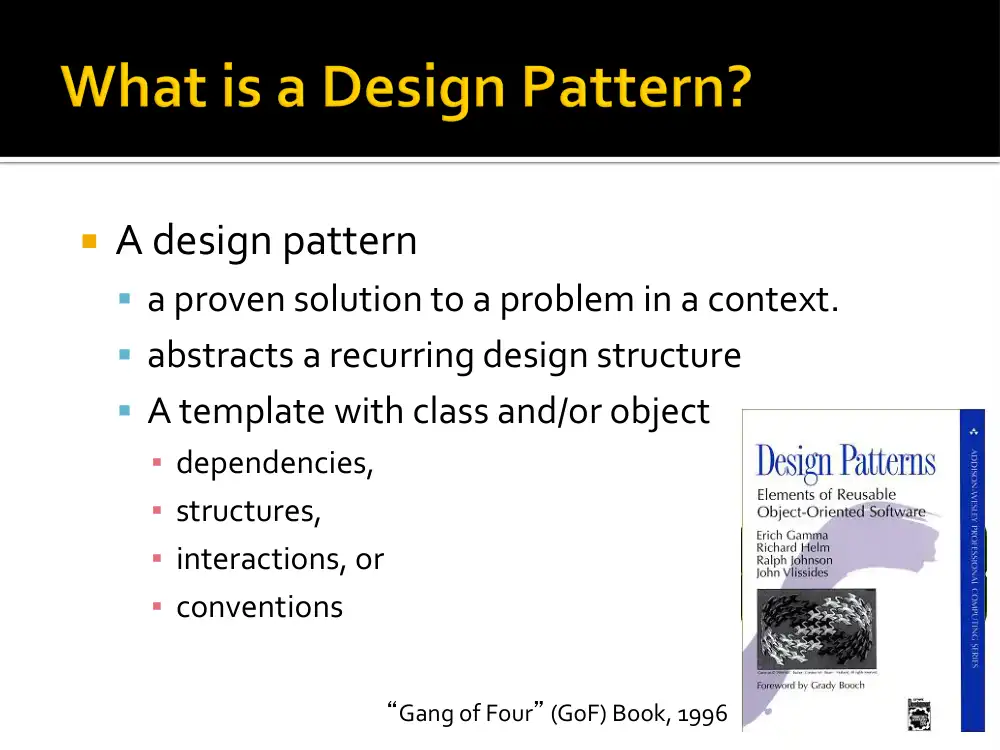 What is a Design Pattern?
A design pattern
a proven solution to a problem in a context.
abstracts a recurring design structure
A template with class and/or object
dependencies,
structures,
interactions, or
conventions
Design Patterns
Elements of Reusable
Object-Oriented Software
Erich Gamma
Richard Helm
Ralph Johnson
John Vlissides
Foreword by Grady Booch
ADDISON-WESLEY PROFESSIONAL COMPUTING SERIES
“Gang of Four” (GoF) Book, 1996